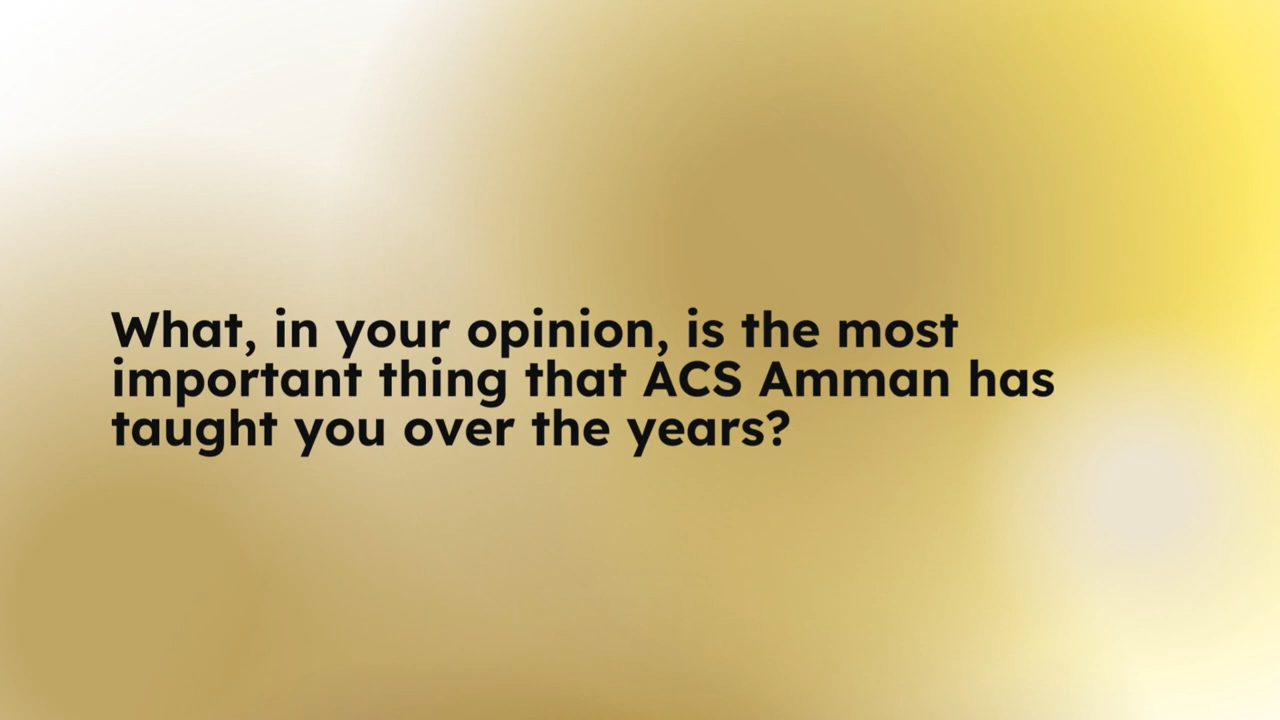 What, in your opinion, is the most
important thing that ACS Amman has
taught you over the years?